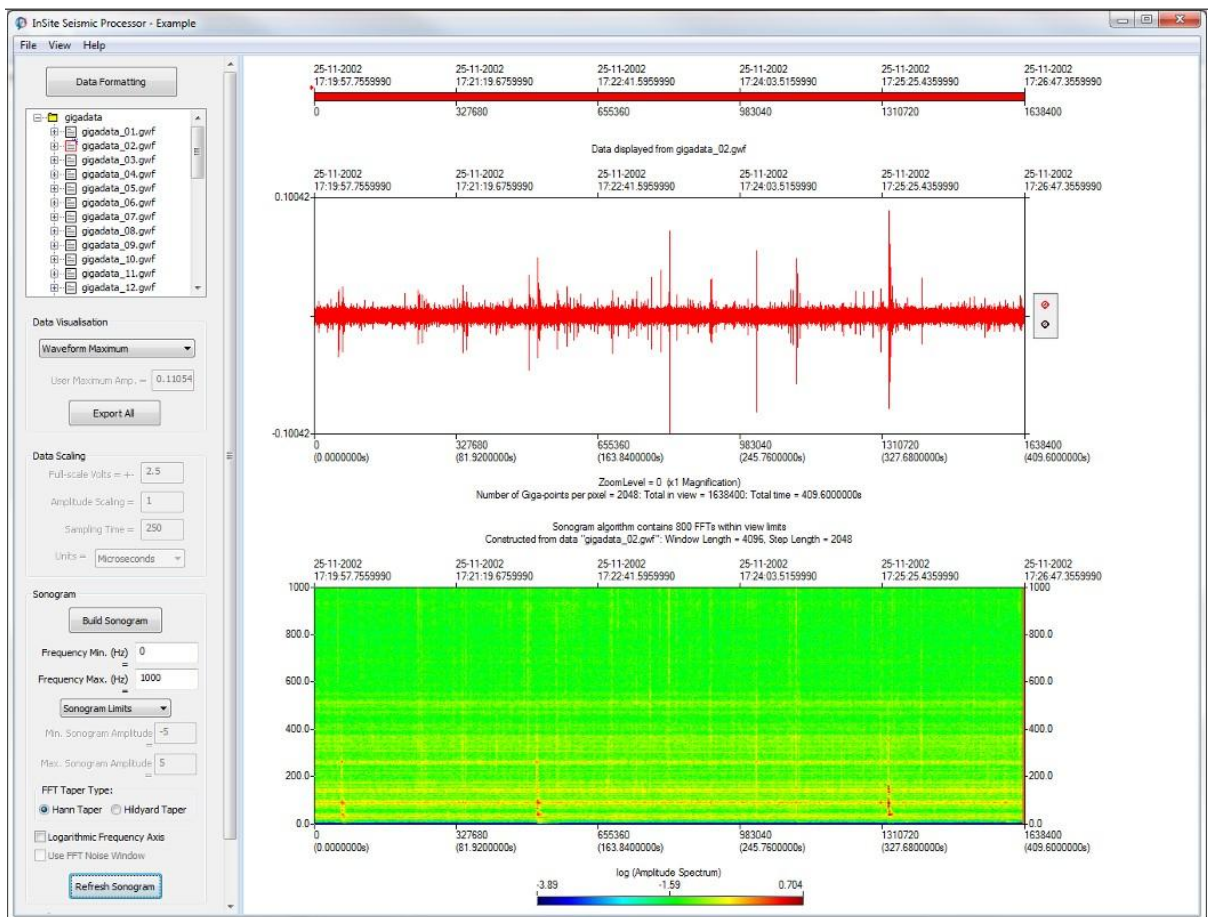 InSite Seismic Processor - Example
File View Help
Data Formatting
gigadata
gigadata_01.gwf
gigadata_02.gwf
gigadata_03.gwf
gigadata_04.gwf
gigadata_05.gwf
gigadata_06.gwf
gigadata_07.gwf
gigadata_08.gwf
gigadata_09.gwf
gigadata_10.gwf
gigadata_11.gwf
gigadata_12.gwf
Data Visualisation
Waveform Maximum
User Maximum Amp. = 0.11054
Export All
Data Scaling
Full-scale Volts = +- 2.5
Amplitude Scaling = 1
Sampling Time = 250
Units = Microseconds
Sonogram
Build Sonogram
Frequency Min. (Hz) = 0
Frequency Max. (Hz) = 1000
Sonogram Limits
Min. Sonogram Amplitude = -5
Max. Sonogram Amplitude = 5
FFT Taper Type:
Hann Taper Hildyard Taper
Logarithmic Frequency Axis
Use FFT Noise Window
Refresh Sonogram
25-11-2002 25-11-2002 25-11-2002 25-11-2002 25-11-2002 25-11-2002
17:19:57.7559990 17:21:19.6759990 17:22:41.5959990 17:24:03.5159990 17:25:25.4359990 17:26:47.3559990
0 327680 655360 983040 1310720 1638400
Data displayed from gigadata_02.gwf
25-11-2002 25-11-2002 25-11-2002 25-11-2002 25-11-2002 25-11-2002
17:19:57.7559990 17:21:19.6759990 17:22:41.5959990 17:24:03.5159990 17:25:25.4359990 17:26:47.3559990
0.10042
-0.10042
0 327680 655360 983040 1310720 1638400
(0.0000000s) (81.9200000s) (163.8400000s) (245.7600000s) (327.6800000s) (409.6000000s)
ZoomLevel = 0 (x1 Magnification)
Number of Giga-points per pixel = 2048: Total in view = 1638400: Total time = 409.6000000s
Sonogram algorithm contains 800 FFTs within view limits
Constructed from data "gigadata_02.gwf": Window Length = 4096, Step Length = 2048
25-11-2002 25-11-2002 25-11-2002 25-11-2002 25-11-2002 25-11-2002
17:19:57.7559990 17:21:19.6759990 17:22:41.5959990 17:24:03.5159990 17:25:25.4359990 17:26:47.3559990
1000 1000
800.0 800.0
600.0 600.0
400.0 400.0
200.0 200.0
0.0 0.0
0 327680 655360 983040 1310720 1638400
(0.0000000s) (81.9200000s) (163.8400000s) (245.7600000s) (327.6800000s) (409.6000000s)
log (Amplitude Spectrum)
-3.89 -1.59 0.704